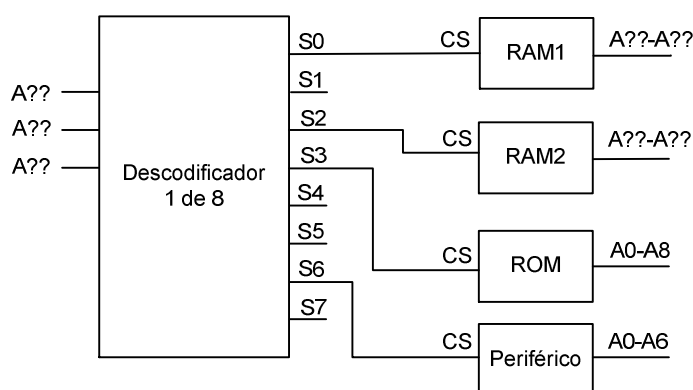 S0
CS
RAM1
A??-A??
A??
S1
A??
S2
CS
RAM2
A??-A??
A??
S3
Descodificador
1 de 8
S4
S5
CS
ROM
A0-A8
S6
S7
CS
Periférico
A0-A6